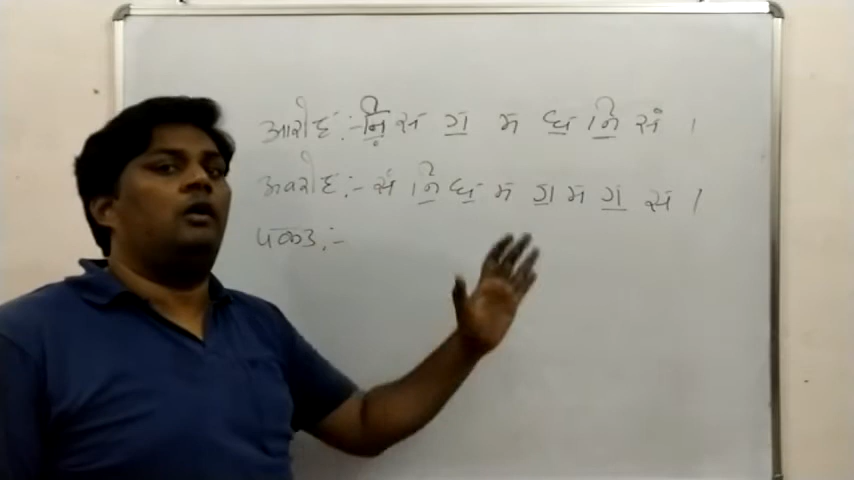 आरोह :- नि़॒ स ग॒ म ध॒ नि॒ सं ।
अवरोह :- सं नि॒ ध॒ म ग॒ म ग॒ स ।
पकड :-